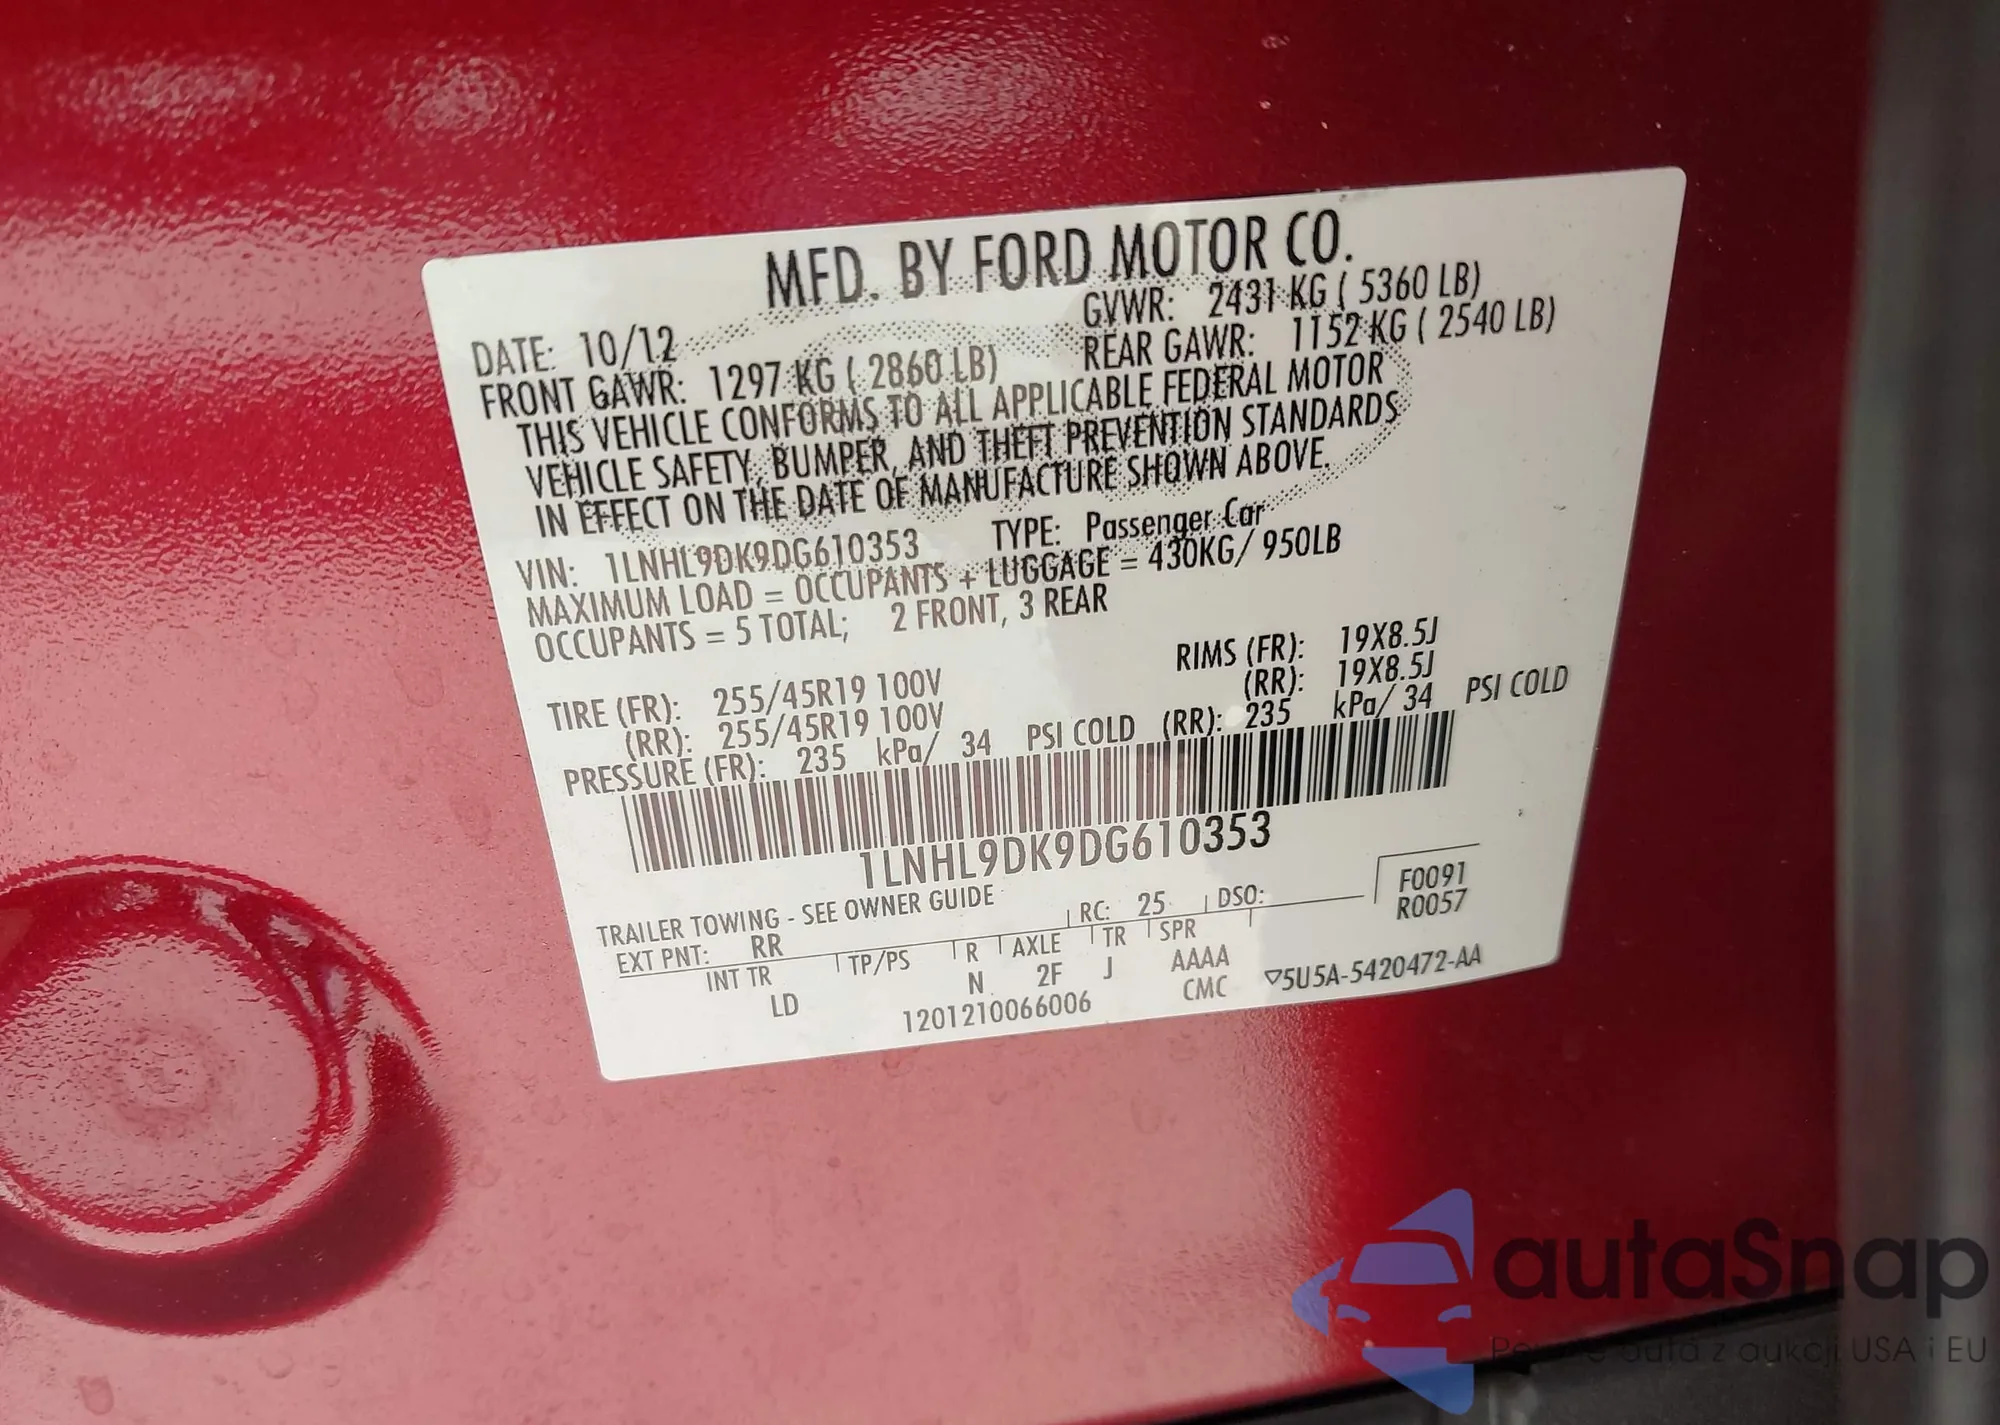 MFD. BY FORD MOTOR CO.
DATE: 10/12 GVWR: 2431 KG ( 5360 LB)
FRONT GAWR: 1297 KG ( 2860 LB) REAR GAWR: 1152 KG ( 2540 LB)
THIS VEHICLE CONFORMS TO ALL APPLICABLE FEDERAL MOTOR
VEHICLE SAFETY, BUMPER, AND THEFT PREVENTION STANDARDS
IN EFFECT ON THE DATE OF MANUFACTURE SHOWN ABOVE.
VIN: 1LNHL9DK9DG610353 TYPE: Passenger Car
MAXIMUM LOAD = OCCUPANTS + LUGGAGE = 430KG/ 950LB
OCCUPANTS = 5 TOTAL; 2 FRONT, 3 REAR
TIRE (FR): 255/45R19 100V RIMS (FR): 19X8.5J
(RR): 255/45R19 100V (RR): 19X8.5J
PRESSURE (FR): 235 kPa/ 34 PSI COLD (RR): 235 kPa/ 34 PSI COLD
1LNHL9DK9DG610353
TRAILER TOWING - SEE OWNER GUIDE
F0091
EXT PNT: RR RC: 25 DSO: R0057
INT TR TP/PS R AXLE TR SPR
LD N 2F J AAAA
1201210066006 CMC ▽5U5A-5420472-AA
autaSnap
Pewne auta z aukcji USA i EU